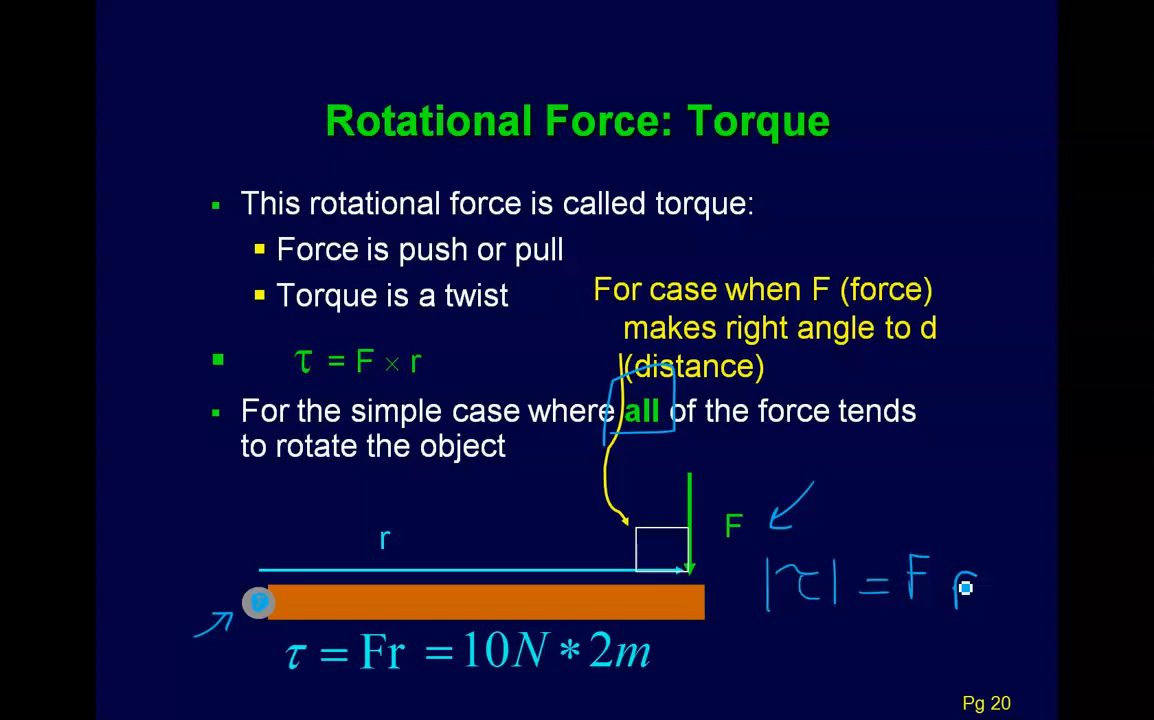 Rotational Force: Torque
This rotational force is called torque:
Force is push or pull
Torque is a twist
For case when F (force)
makes right angle to d
(distance)
τ = F × r
For the simple case where all of the force tends
to rotate the object
r
F
|τ| = F r
τ = Fr = 10N * 2m
Pg 20